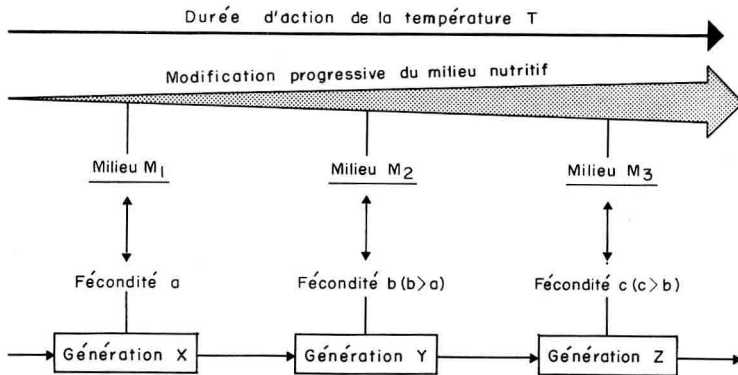 Durée d'action de la température T
Modification progressive du milieu nutritif
Milieu M1 Milieu M2 Milieu M3
Fécondité a Fécondité b (b>a) Fécondité c (c>b)
Génération X Génération Y Génération Z